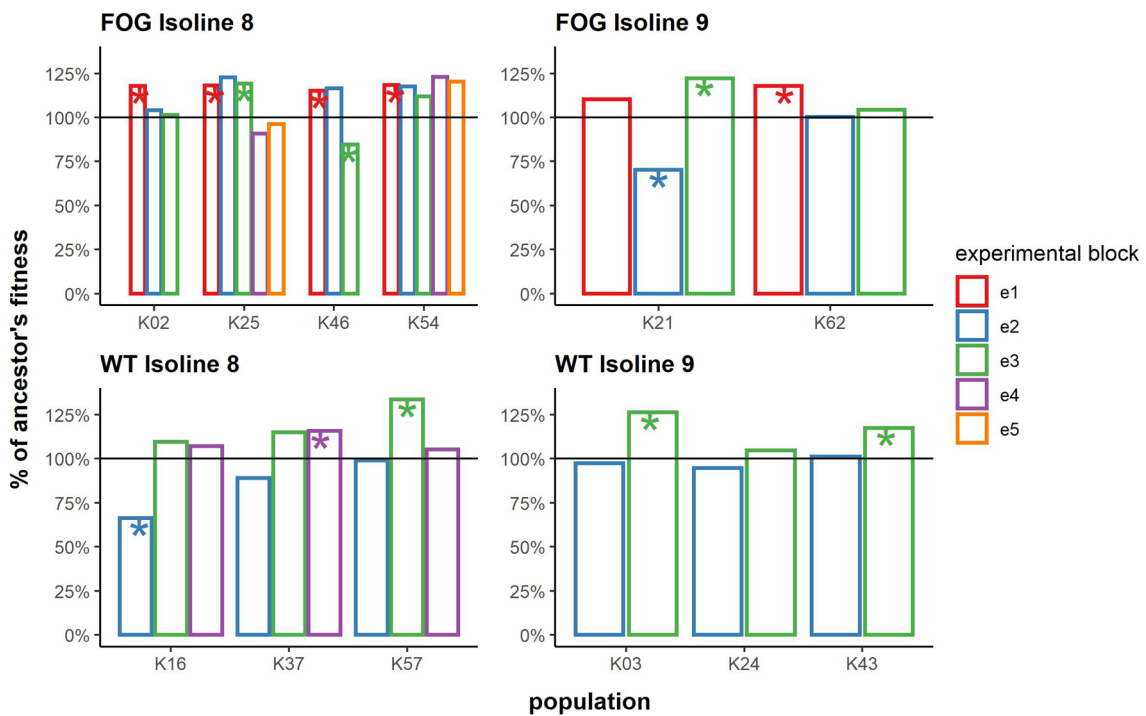 FOG Isoline 8
FOG Isoline 9
125%
100%
75%
50%
25%
0%
K02 K25 K46 K54
125%
100%
75%
50%
25%
0%
K21 K62
WT Isoline 8
WT Isoline 9
125%
100%
75%
50%
25%
0%
K16 K37 K57
125%
100%
75%
50%
25%
0%
K03 K24 K43
% of ancestor's fitness
population
experimental block
e1
e2
e3
e4
e5